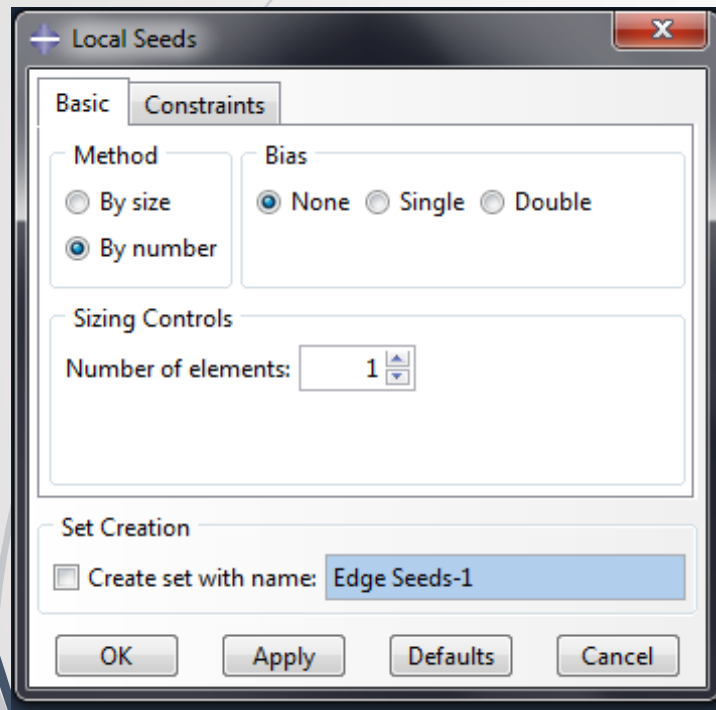 Local Seeds
Basic Constraints
Method Bias
By size None Single Double
By number
Sizing Controls
Number of elements: 1
Set Creation
Create set with name: Edge Seeds-1
OK Apply Defaults Cancel